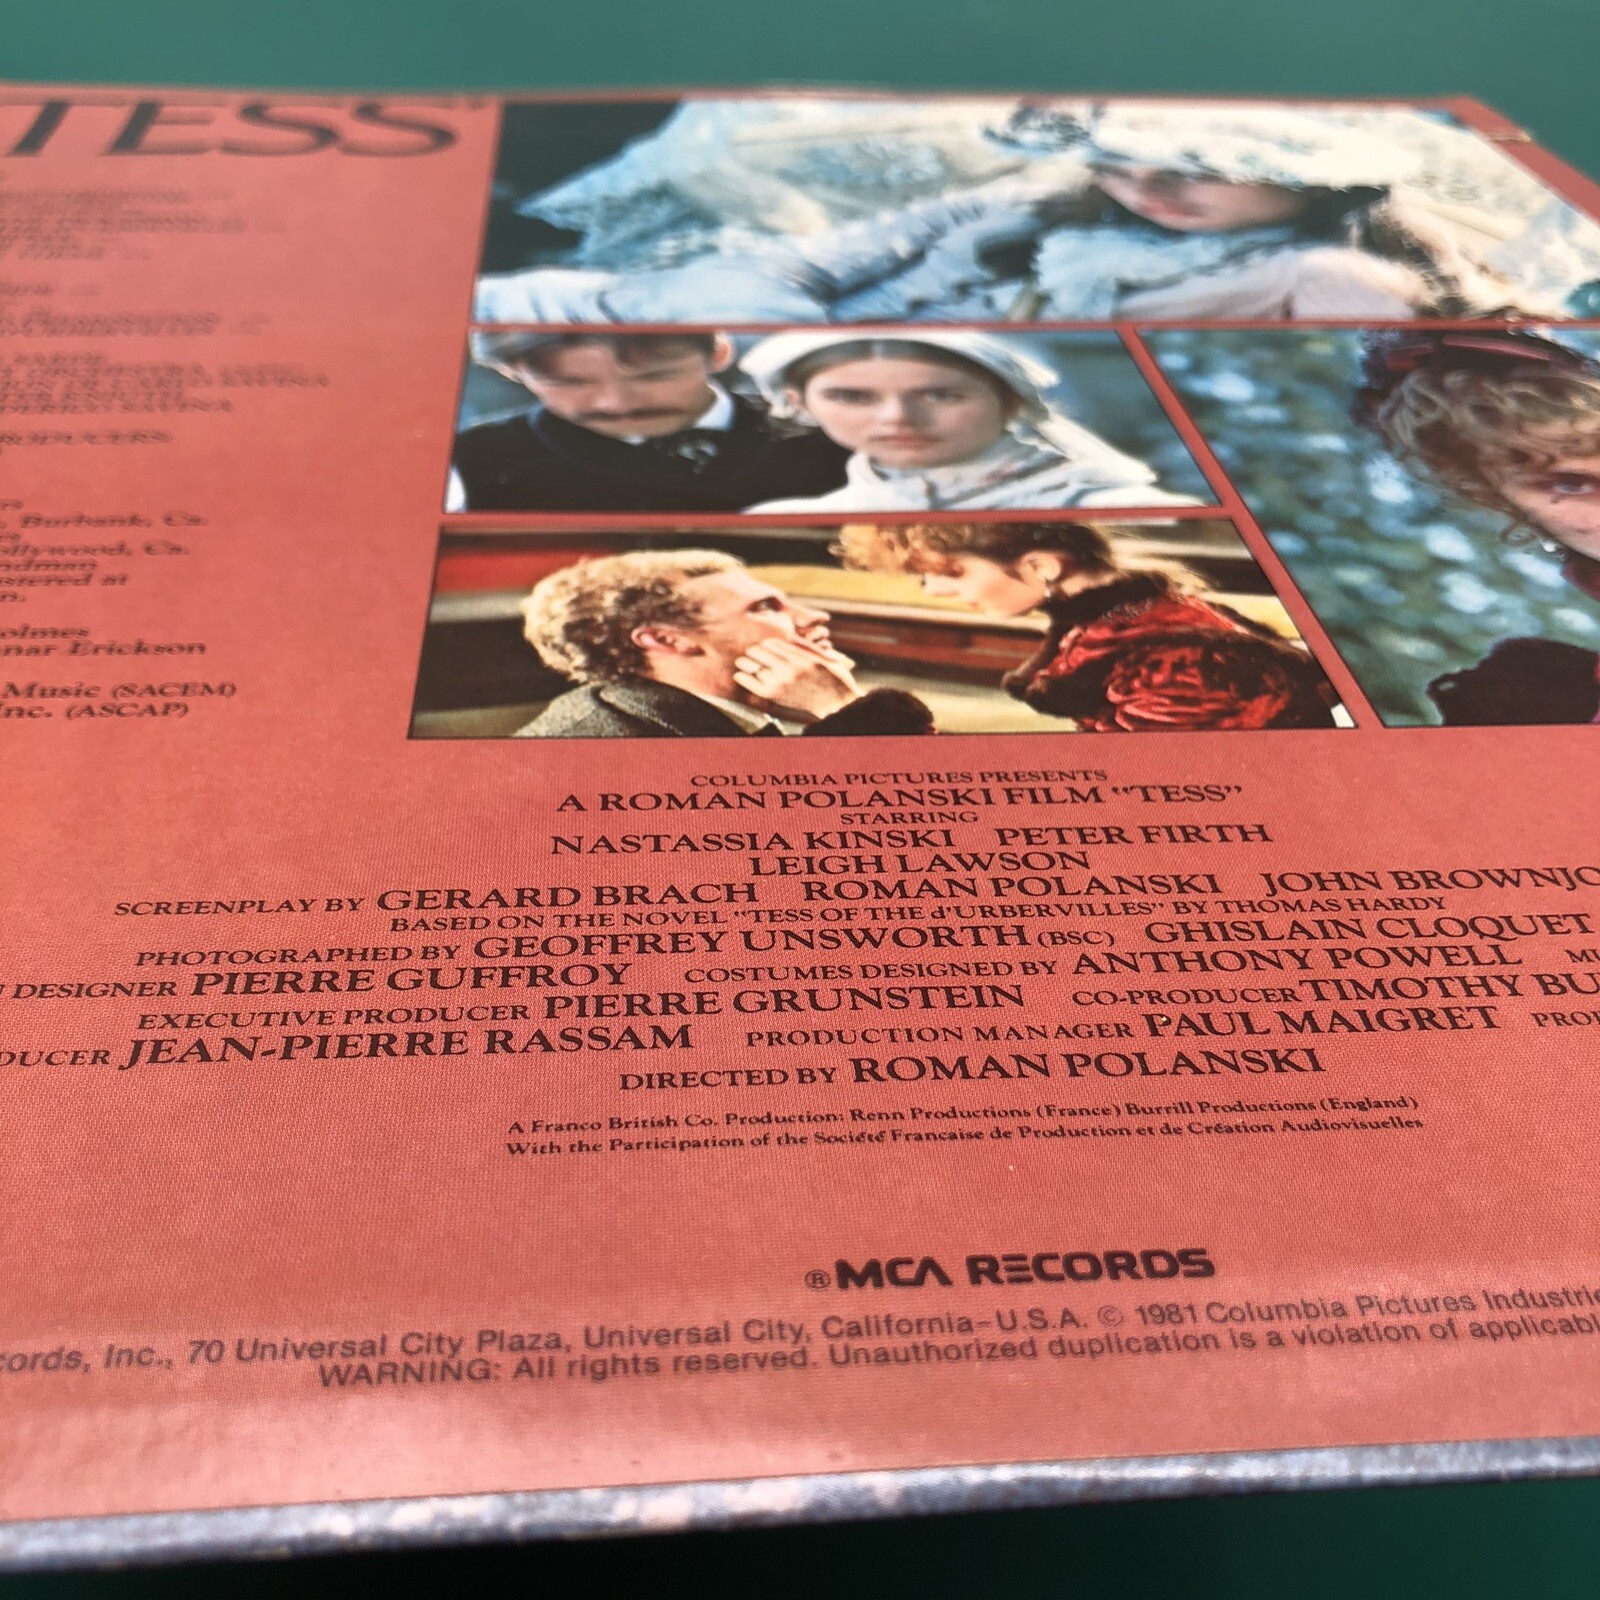 TESS"
RODUCERS
, Burbank, Ca.
ollywood, Ca.
ndman
stered at
n.
olmes
nar Erickson
Music (SACEM)
Inc. (ASCAP)
COLUMBIA PICTURES PRESENTS
A ROMAN POLANSKI FILM "TESS"
STARRING
NASTASSIA KINSKI PETER FIRTH
LEIGH LAWSON
SCREENPLAY BY GERARD BRACH ROMAN POLANSKI JOHN BROWNJO
BASED ON THE NOVEL "TESS OF THE d'URBERVILLES" BY THOMAS HARDY
PHOTOGRAPHED BY GEOFFREY UNSWORTH (BSC) GHISLAIN CLOQUET
DESIGNER PIERRE GUFFROY COSTUMES DESIGNED BY ANTHONY POWELL MU
EXECUTIVE PRODUCER PIERRE GRUNSTEIN CO-PRODUCER TIMOTHY BU
DUCER JEAN-PIERRE RASSAM PRODUCTION MANAGER PAUL MAIGRET PROD
DIRECTED BY ROMAN POLANSKI
A Franco British Co. Production: Renn Productions (France) Burrill Productions (England)
With the Participation of the Société Francaise de Production et de Création Audiovisuelles
® MCA RECORDS
cords, Inc., 70 Universal City Plaza, Universal City, California–U.S.A. © 1981 Columbia Pictures Industrie
WARNING: All rights reserved. Unauthorized duplication is a violation of applicabl